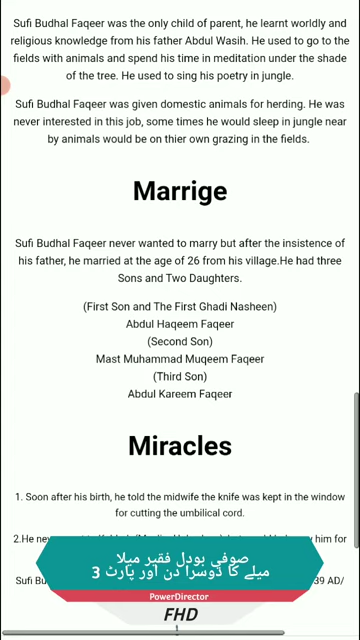 Sufi Budhal Faqeer was the only child of parent, he learnt worldly and
religious knowledge from his father Abdul Wasih. He used to go to the
fields with animals and spend his time in meditation under the shade
of the tree. He used to sing his poetry in jungle.
Sufi Budhal Faqeer was given domestic animals for herding. He was
never interested in this job, some times he would sleep in jungle near
by animals would be on thier own grazing in the fields.
Marrige
Sufi Budhal Faqeer never wanted to marry but after the insistence of
his father, he married at the age of 26 from his village.He had three
Sons and Two Daughters.
(First Son and The First Ghadi Nasheen)
Abdul Haqeem Faqeer
(Second Son)
Mast Muhammad Muqeem Faqeer
(Third Son)
Abdul Kareem Faqeer
Miracles
1. Soon after his birth, he told the midwife the knife was kept in the window
for cutting the umbilical cord.
2.He him for
صوفی بودل فقیر میلا
میلے کا دوسرا دن اور پارٹ 3
Sufi 39 AD/
PowerDirector
FHD
1